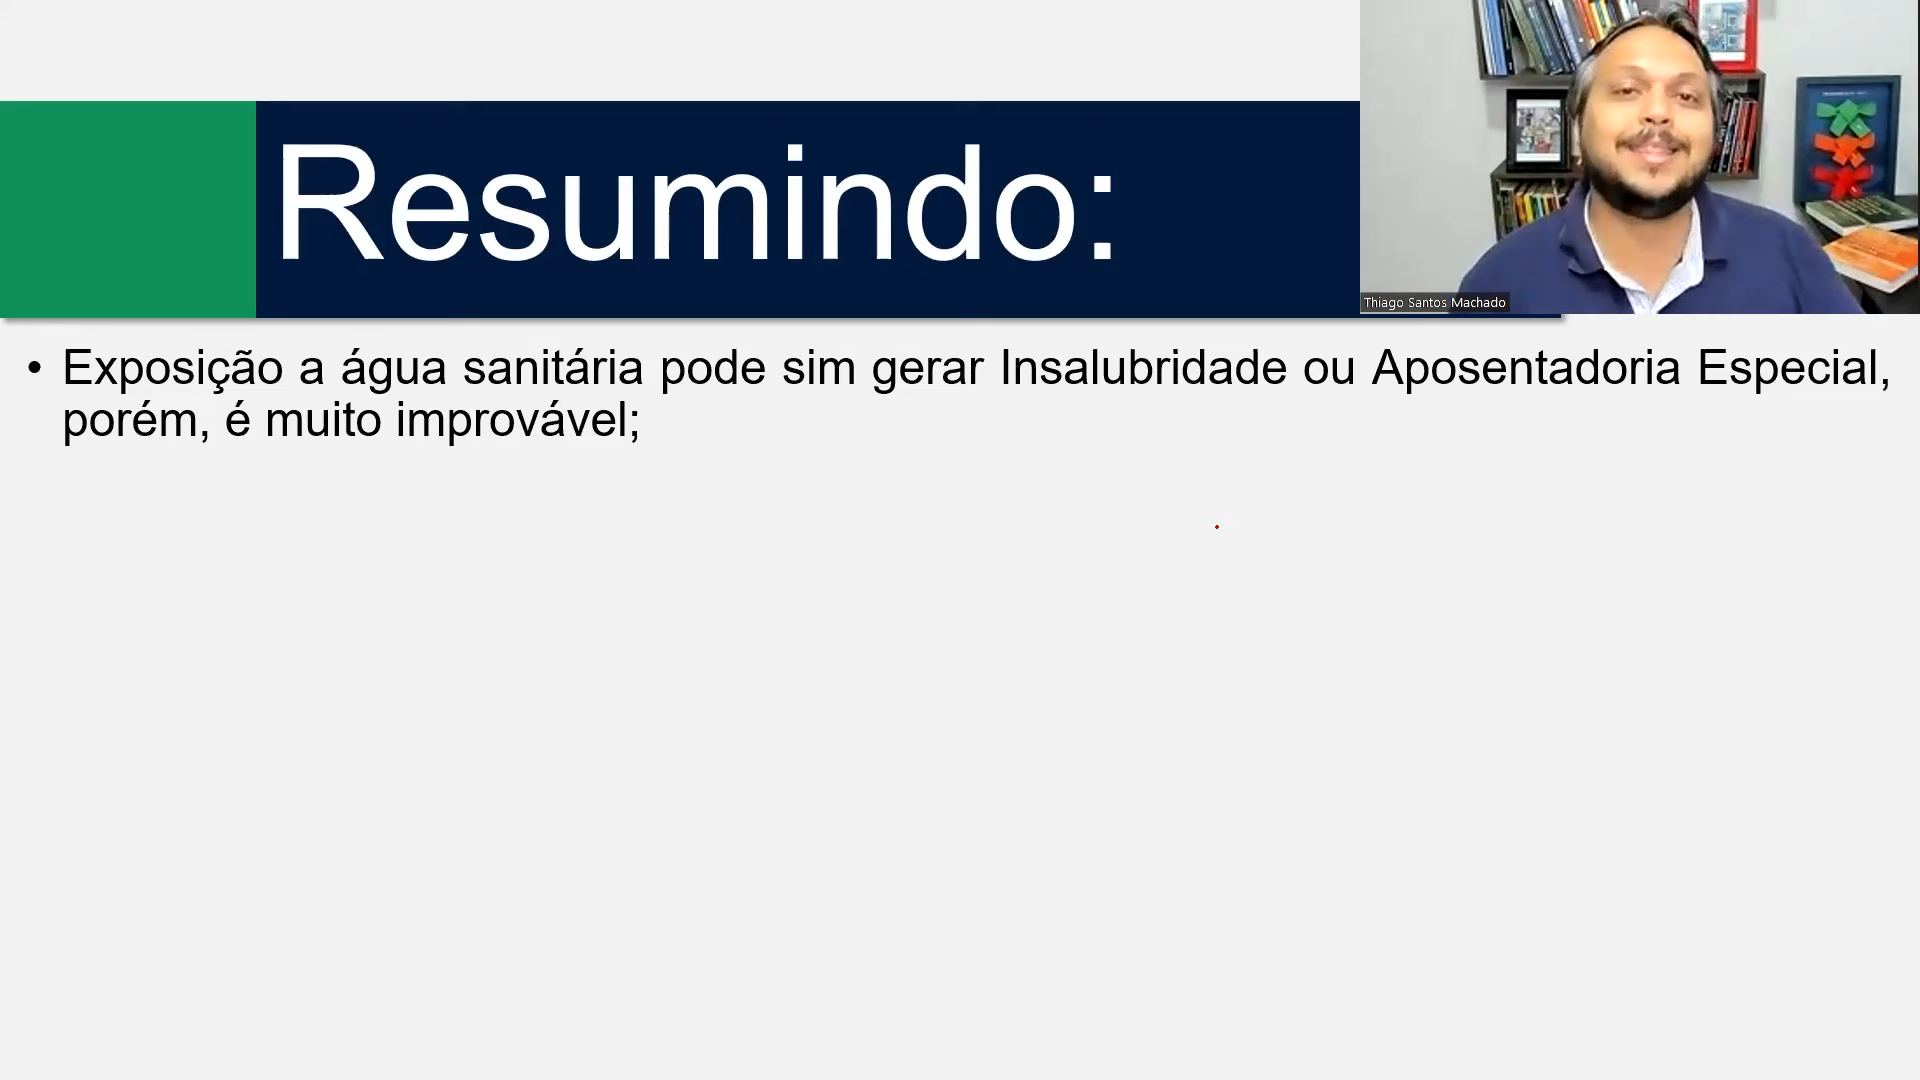 Resumindo:
Thiago Santos Machado
• Exposição a água sanitária pode sim gerar Insalubridade ou Aposentadoria Especial,
porém, é muito improvável;